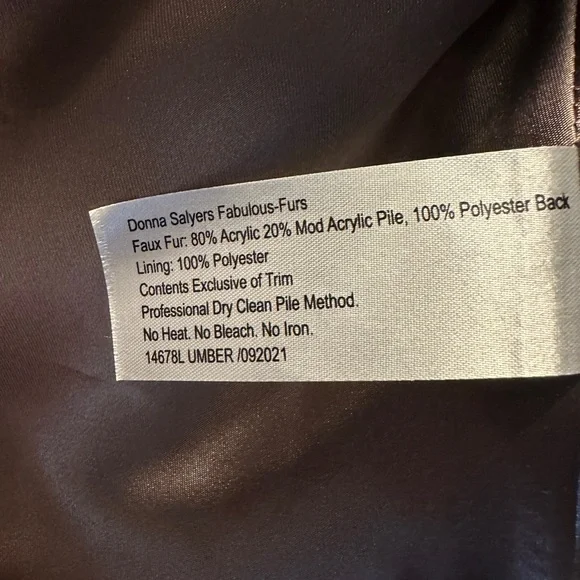 Donna Salyers Fabulous-Furs
Faux Fur: 80% Acrylic 20% Mod Acrylic Pile, 100% Polyester Back
Lining: 100% Polyester
Contents Exclusive of Trim
Professional Dry Clean Pile Method.
No Heat. No Bleach. No Iron.
14678L UMBER /092021